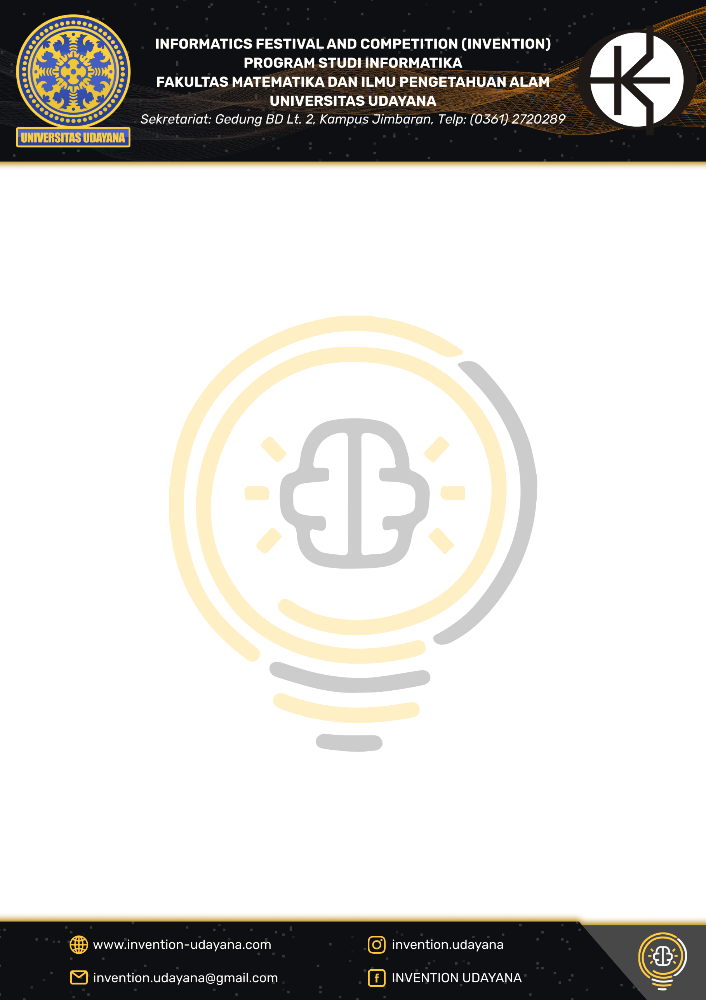 INFORMATICS FESTIVAL AND COMPETITION (INVENTION)
PROGRAM STUDI INFORMATIKA
FAKULTAS MATEMATIKA DAN ILMU PENGETAHUAN ALAM
UNIVERSITAS UDAYANA
Sekretariat: Gedung BD Lt. 2, Kampus Jimbaran, Telp: (0361) 2720289
UNIVERSITAS UDAYANA
www.invention-udayana.com
invention.udayana
invention.udayana@gmail.com
INVENTION UDAYANA